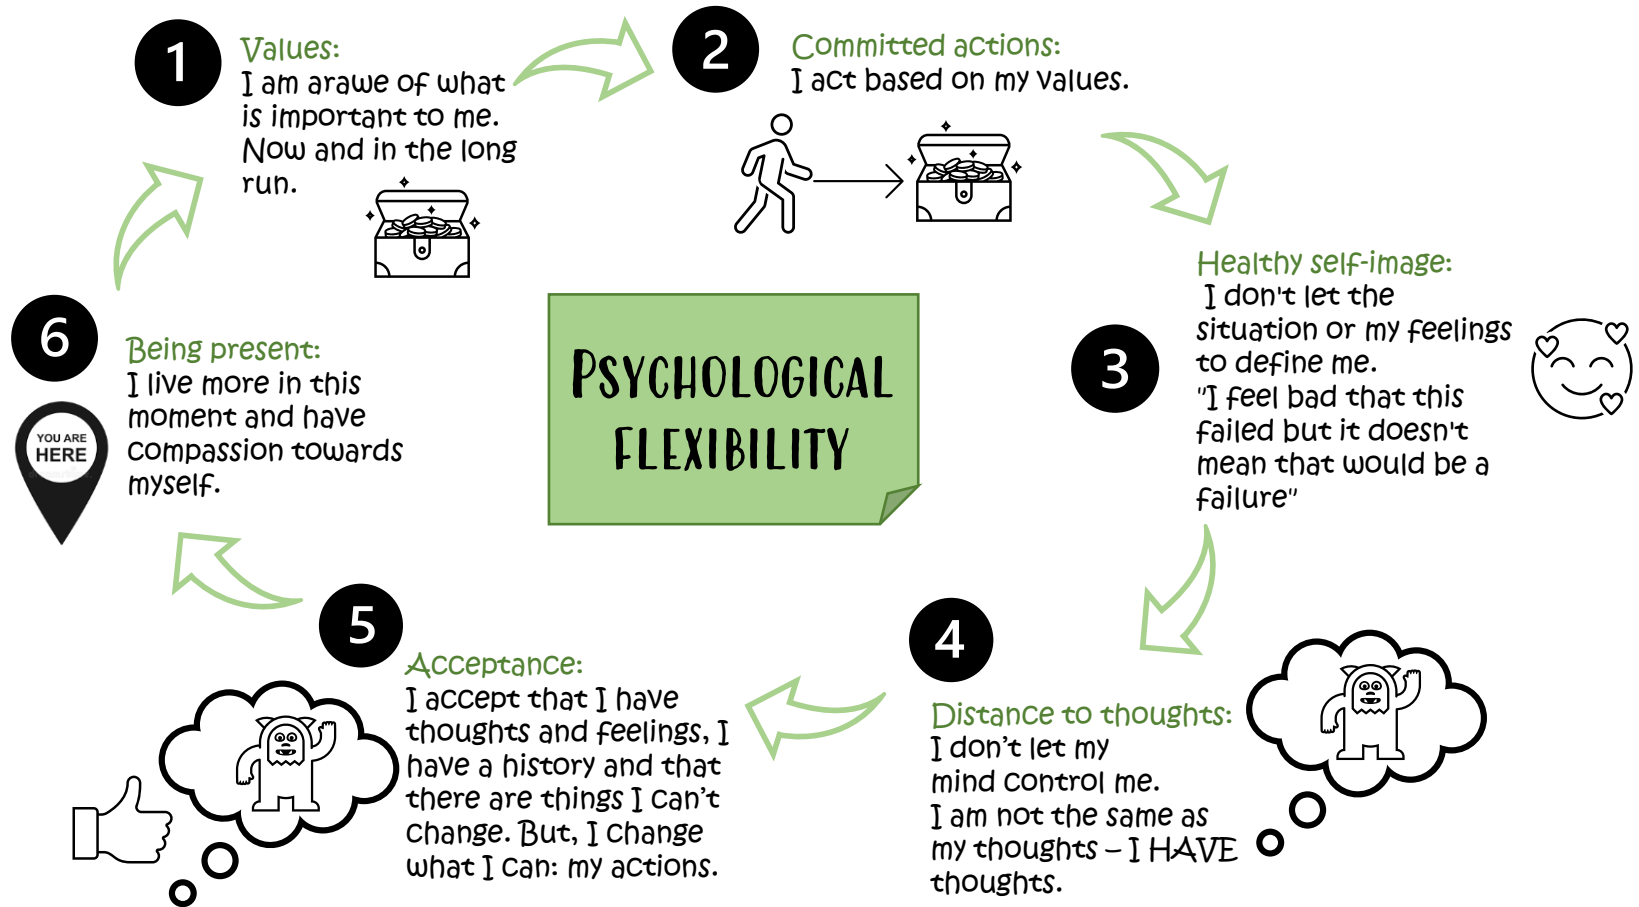 1
Values:
I am arawe of what
is important to me.
Now and in the long
run.
2
Committed actions:
I act based on my values.
Healthy self-image:
I don't let the
situation or my feelings
to define me.
"I feel bad that this
failed but it doesn't
mean that would be a
failure"
3
PSYCHOLOGICAL
FLEXIBILITY
6
Being present:
I live more in this
moment and have
compassion towards
myself.
YOU ARE
HERE
5
Acceptance:
I accept that I have
thoughts and feelings, I
have a history and that
there are things I can’t
change. But, I change
what I can: my actions.
4
Distance to thoughts:
I don’t let my
mind control me.
I am not the same as
my thoughts – I HAVE
thoughts.